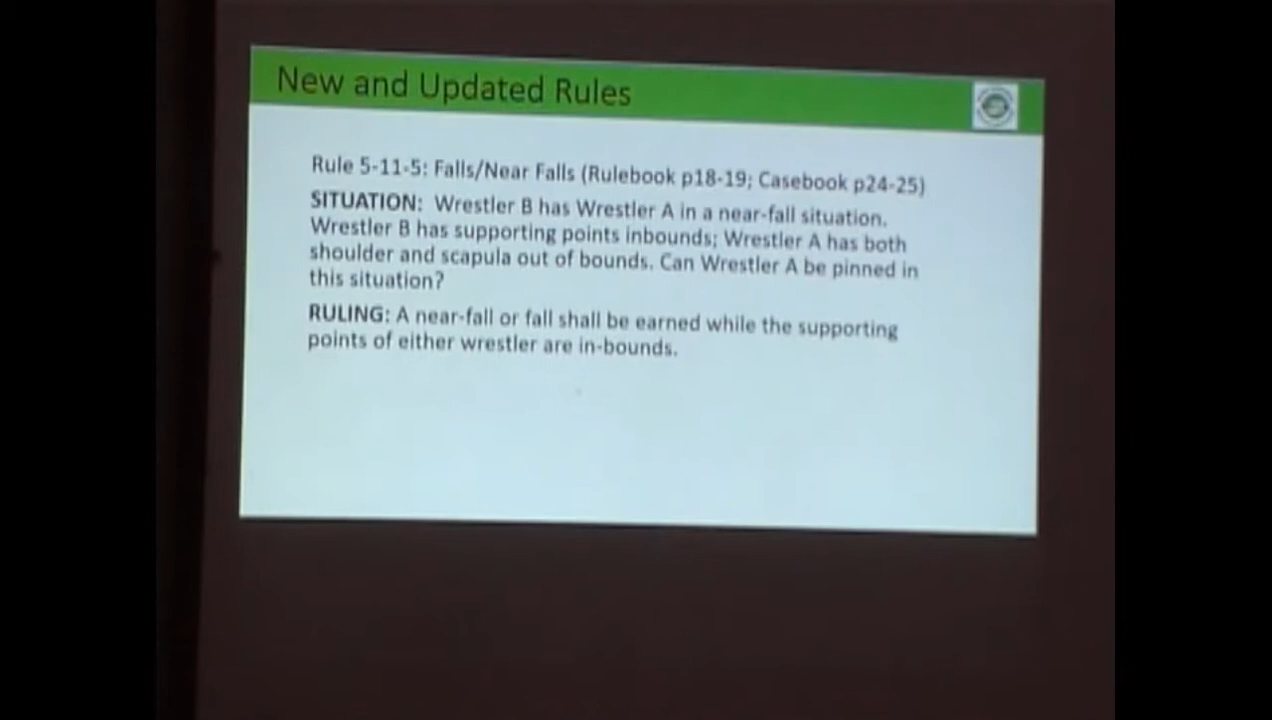 New and Updated Rules
Rule 5-11-5: Falls/Near Falls (Rulebook p18-19; Casebook p24-25)
SITUATION: Wrestler B has Wrestler A in a near-fall situation.
Wrestler B has supporting points inbounds; Wrestler A has both
shoulder and scapula out of bounds. Can Wrestler A be pinned in
this situation?
RULING: A near-fall or fall shall be earned while the supporting
points of either wrestler are in-bounds.